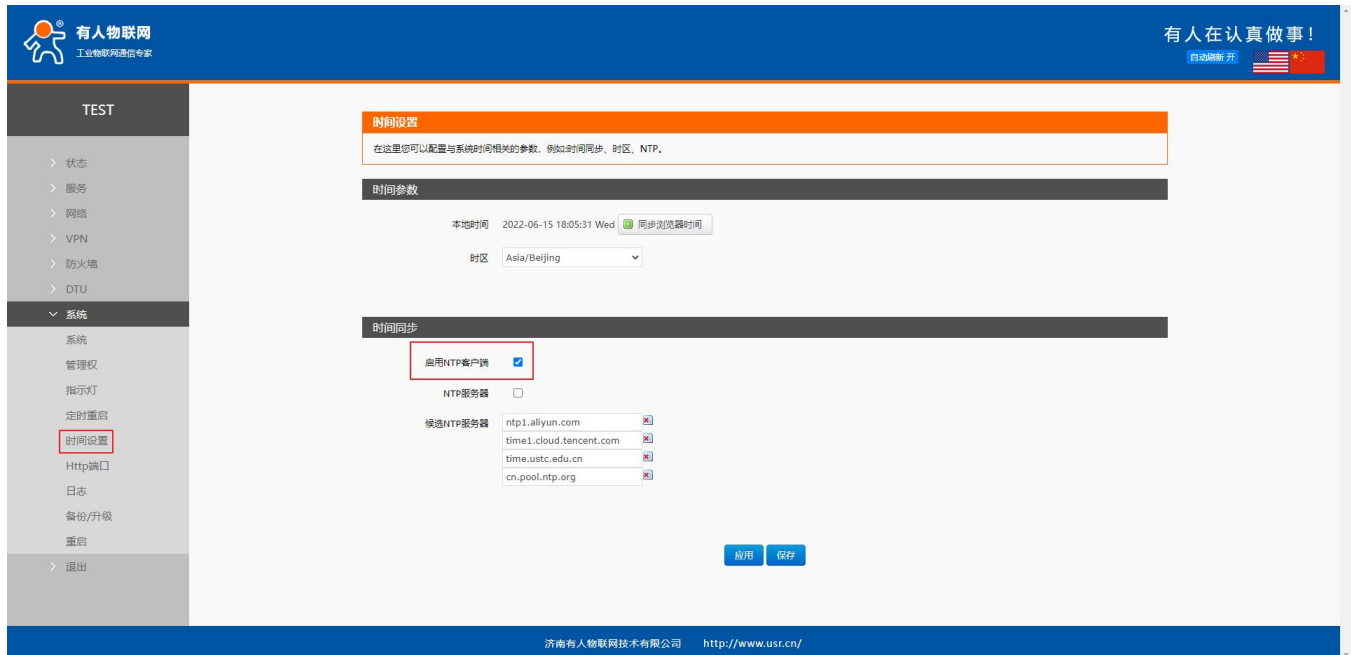 有人物联网
工业物联网通信专家
有人在认真做事！
自动刷新 开
TEST
状态
服务
网络
VPN
防火墙
DTU
系统
系统
管理权
指示灯
定时重启
时间设置
Http端口
日志
备份/升级
重启
退出
时间设置
在这里您可以配置与系统时间相关的参数，例如:时间同步、时区、NTP。
时间参数
本地时间 2022-06-15 18:05:31 Wed 同步浏览器时间
时区 Asia/Beijing
时间同步
启用NTP客户端
NTP服务器
候选NTP服务器 ntp1.aliyun.com
time1.cloud.tencent.com
time.ustc.edu.cn
cn.pool.ntp.org
应用 保存
济南有人物联网技术有限公司 http://www.usr.cn/